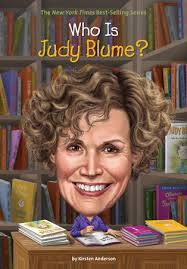 The New York Times Best-Selling Series
Who Is
Judy Blume?
by Kirsten Anderson